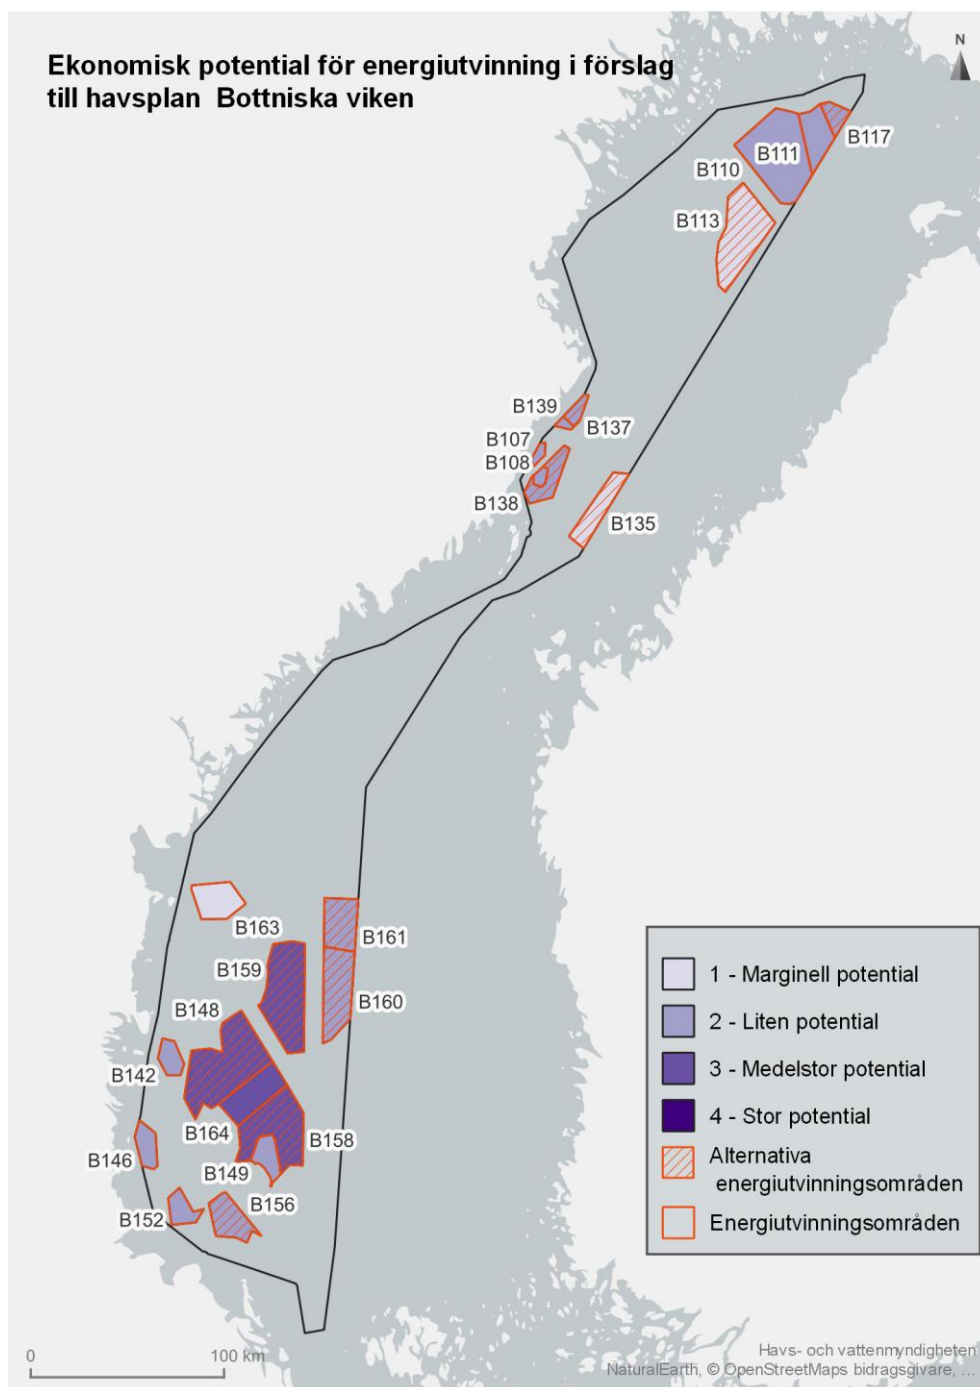 Ekonomisk potential för energiutvinning i förslag
till havsplan Bottniska viken
N
B117
B111
B110
B113
B139
B137
B107
B108
B138
B135
B163
B161
B159
B160
B148
B142
B164
B158
B146
B149
B156
B152
1 - Marginell potential
2 - Liten potential
3 - Medelstor potential
4 - Stor potential
Alternativa
energiutvinningsområden
Energiutvinningsområden
0
100 km
Havs- och vattenmyndigheten
NaturalEarth, © OpenStreetMaps bidragsgivare, ...